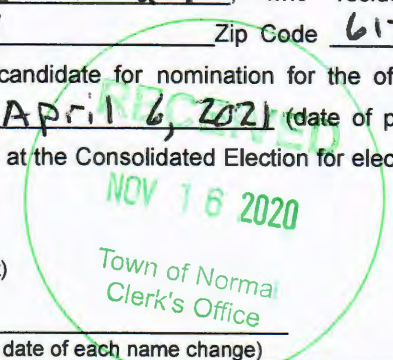 Zip Code 617
candidate for nomination for the of
April 6, 2021 (date of p
at the Consolidated Election for elec
RECEIVED
NOV 16 2020
Town of Normal
Clerk's Office
date of each name change)